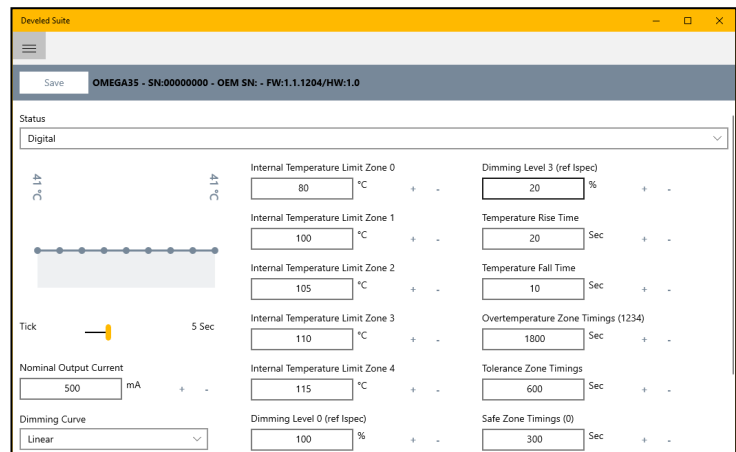 Develed Suite
Save OMEGA35 - SN:00000000 - OEM SN: - FW:1.1.1204/HW:1.0
Status
Digital
41 °C 41 °C
Tick 5 Sec
Nominal Output Current
500 mA + -
Dimming Curve
Linear
Internal Temperature Limit Zone 0
80 °C + -
Internal Temperature Limit Zone 1
100 °C + -
Internal Temperature Limit Zone 2
105 °C + -
Internal Temperature Limit Zone 3
110 °C + -
Internal Temperature Limit Zone 4
115 °C + -
Dimming Level 0 (ref Ispec)
100 % + -
Dimming Level 3 (ref Ispec)
20 % + -
Temperature Rise Time
20 Sec + -
Temperature Fall Time
10 Sec + -
Overtemperature Zone Timings (1234)
1800 Sec + -
Tolerance Zone Timings
600 Sec + -
Safe Zone Timings (0)
300 Sec + -